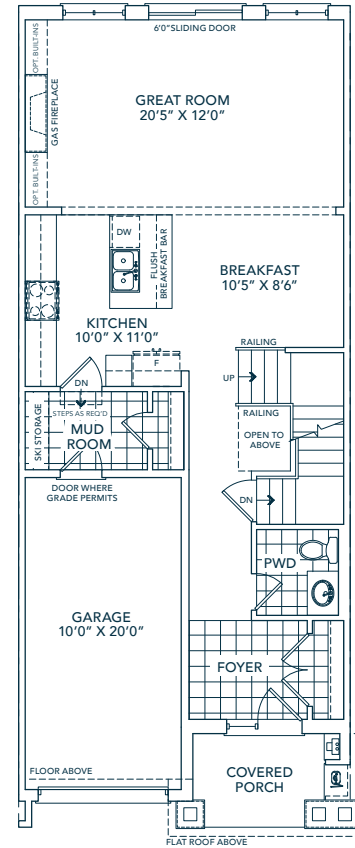 6'0"SLIDING DOOR
OPT. BUILT-INS
GAS FIREPLACE
OPT. BUILT-INS
GREAT ROOM
20'5" X 12'0"
DW
FLUSH
BREAKFAST BAR
BREAKFAST
10'5" X 8'6"
KITCHEN
10'0" X 11'0"
F
RAILING
UP
DN
STEPS AS REQ'D
SKI STORAGE
MUD
ROOM
RAILING
OPEN TO
ABOVE
DOOR WHERE
GRADE PERMITS
DN
PWD
GARAGE
10'0" X 20'0"
FOYER
FLOOR ABOVE
COVERED
PORCH
FLAT ROOF ABOVE